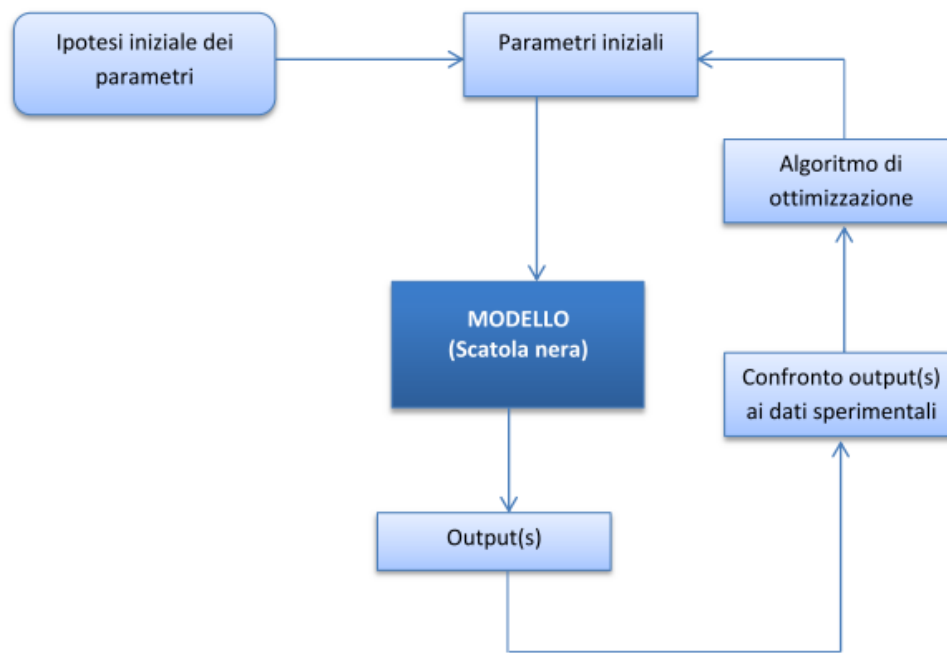 Ipotesi iniziale dei
parametri
Parametri iniziali
Algoritmo di
ottimizzazione
MODELLO
(Scatola nera)
Confronto output(s)
ai dati sperimentali
Output(s)